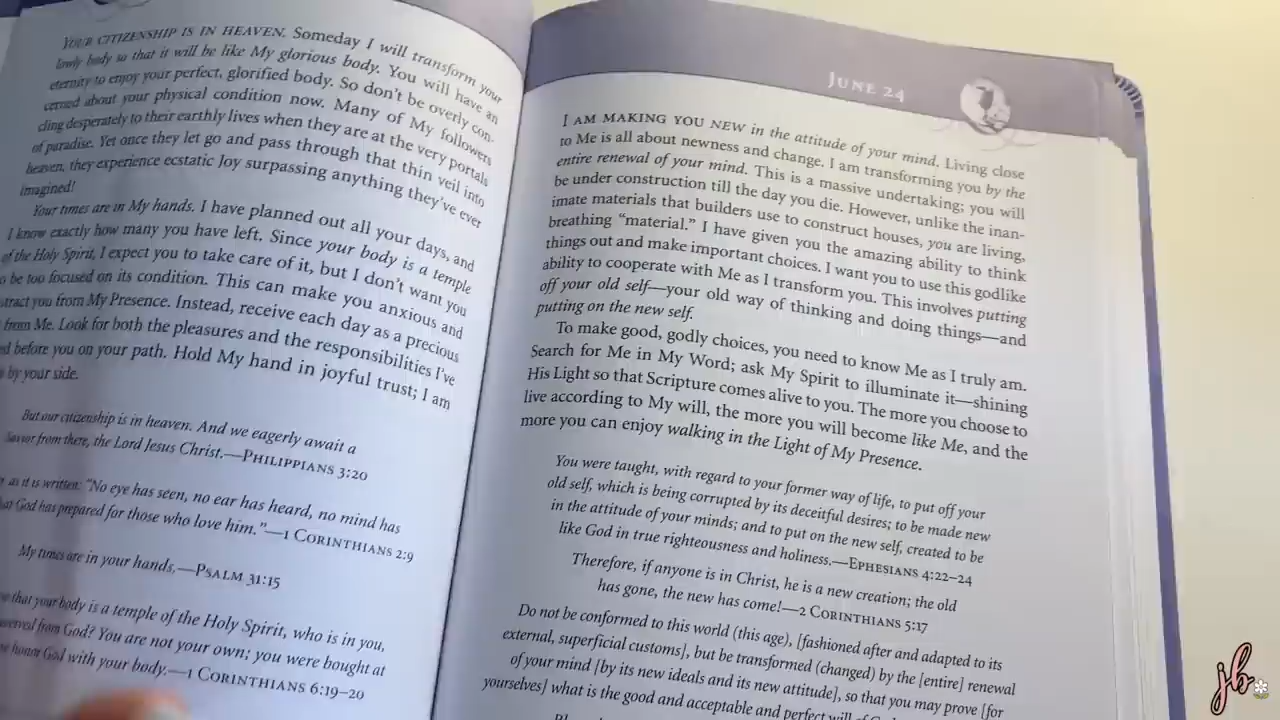 YOUR CITIZENSHIP IS IN HEAVEN. Someday I will transform your
lowly body so that it will be like My glorious body. You will have an
eternity to enjoy your perfect, glorified body. So don't be overly con-
cerned about your physical condition now. Many of My followers
cling desperately to their earthly lives when they are at the very portals
of paradise. Yet once they let go and pass through that thin veil into
heaven, they experience ecstatic Joy surpassing anything they've ever
imagined!
Your times are in My hands. I have planned out all your days, and
I know exactly how many you have left. Since your body is a temple
of the Holy Spirit, I expect you to take care of it, but I don't want you
be too focused on its condition. This can make you anxious and
you from My Presence. Instead, receive each day as a precious
from Me. Look for both the pleasures and the responsibilities I've
before you on your path. Hold My hand in joyful trust; I am
by your side.
But our citizenship is in heaven. And we eagerly await a
Savior from there, the Lord Jesus Christ.—PHILIPPIANS 3:20
as it is written: "No eye has seen, no ear has heard, no mind has
God has prepared for those who love him."—1 CORINTHIANS 2:9
My times are in your hands,—PSALM 31:15
that your body is a temple of the Holy Spirit, who is in you,
received from God? You are not your own; you were bought at
honor God with your body.—1 CORINTHIANS 6:19–20
JUNE 24
I AM MAKING YOU NEW in the attitude of your mind. Living close
to Me is all about newness and change. I am transforming you by the
entire renewal of your mind. This is a massive undertaking; you will
be under construction till the day you die. However, unlike the inan-
imate materials that builders use to construct houses, you are living,
breathing "material." I have given you the amazing ability to think
things out and make important choices. I want you to use this godlike
ability to cooperate with Me as I transform you. This involves putting
off your old self—your old way of thinking and doing things—and
putting on the new self.
To make good, godly choices, you need to know Me as I truly am.
Search for Me in My Word; ask My Spirit to illuminate it—shining
His Light so that Scripture comes alive to you. The more you choose to
live according to My will, the more you will become like Me, and the
more you can enjoy walking in the Light of My Presence.
You were taught, with regard to your former way of life, to put off your
old self, which is being corrupted by its deceitful desires; to be made new
in the attitude of your minds; and to put on the new self, created to be
like God in true righteousness and holiness.—EPHESIANS 4:22–24
Therefore, if anyone is in Christ, he is a new creation; the old
has gone, the new has come!—2 CORINTHIANS 5:17
Do not be conformed to this world (this age), [fashioned after and adapted to its
external, superficial customs], but be transformed (changed) by the [entire] renewal
of your mind [by its new ideals and its new attitude], so that you may prove [for
yourselves] what is the good and acceptable and perfect will of
jb